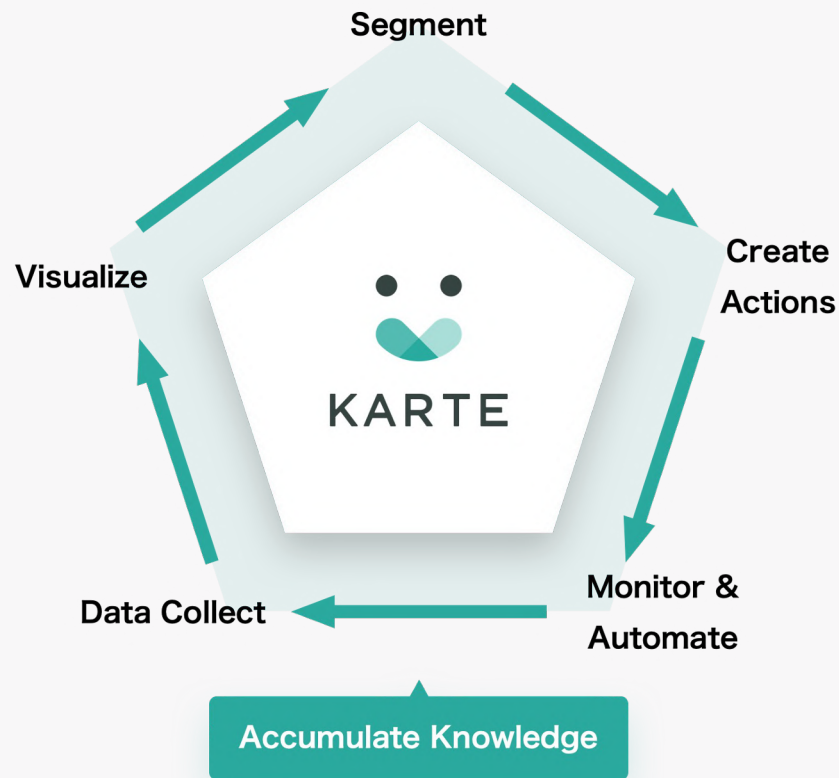 Segment
Visualize
Create
Actions
KARTE
Data Collect
Monitor &
Automate
Accumulate Knowledge